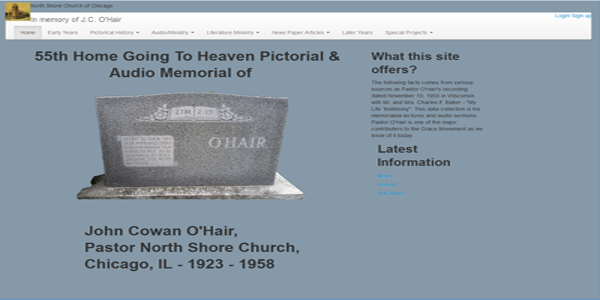 North Shore Church of Chicago
In memory of J.C. O'Hair
Login Sign up
Home Early Years Pictorial History Audio/Ministry Literature Ministry News Paper Articles Later Years Special Projects
55th Home Going To Heaven Pictorial &
Audio Memorial of
2 TIM. 2:15
O'HAIR
John Cowan O'Hair,
Pastor North Shore Church,
Chicago, IL - 1923 - 1958
What this site
offers?
The following facts comes from various
sources as Pastor O'Hair's recording
dated November 10, 1955 in Wisconsin
with Mr. and Mrs. Charles F. Baker - "My
Life Testimony". This data collection is his
memorable lectures and audio sermons.
Pastor O'Hair is one of the major
contributers to the Grace Movement as we
know of it today.
Latest
Information